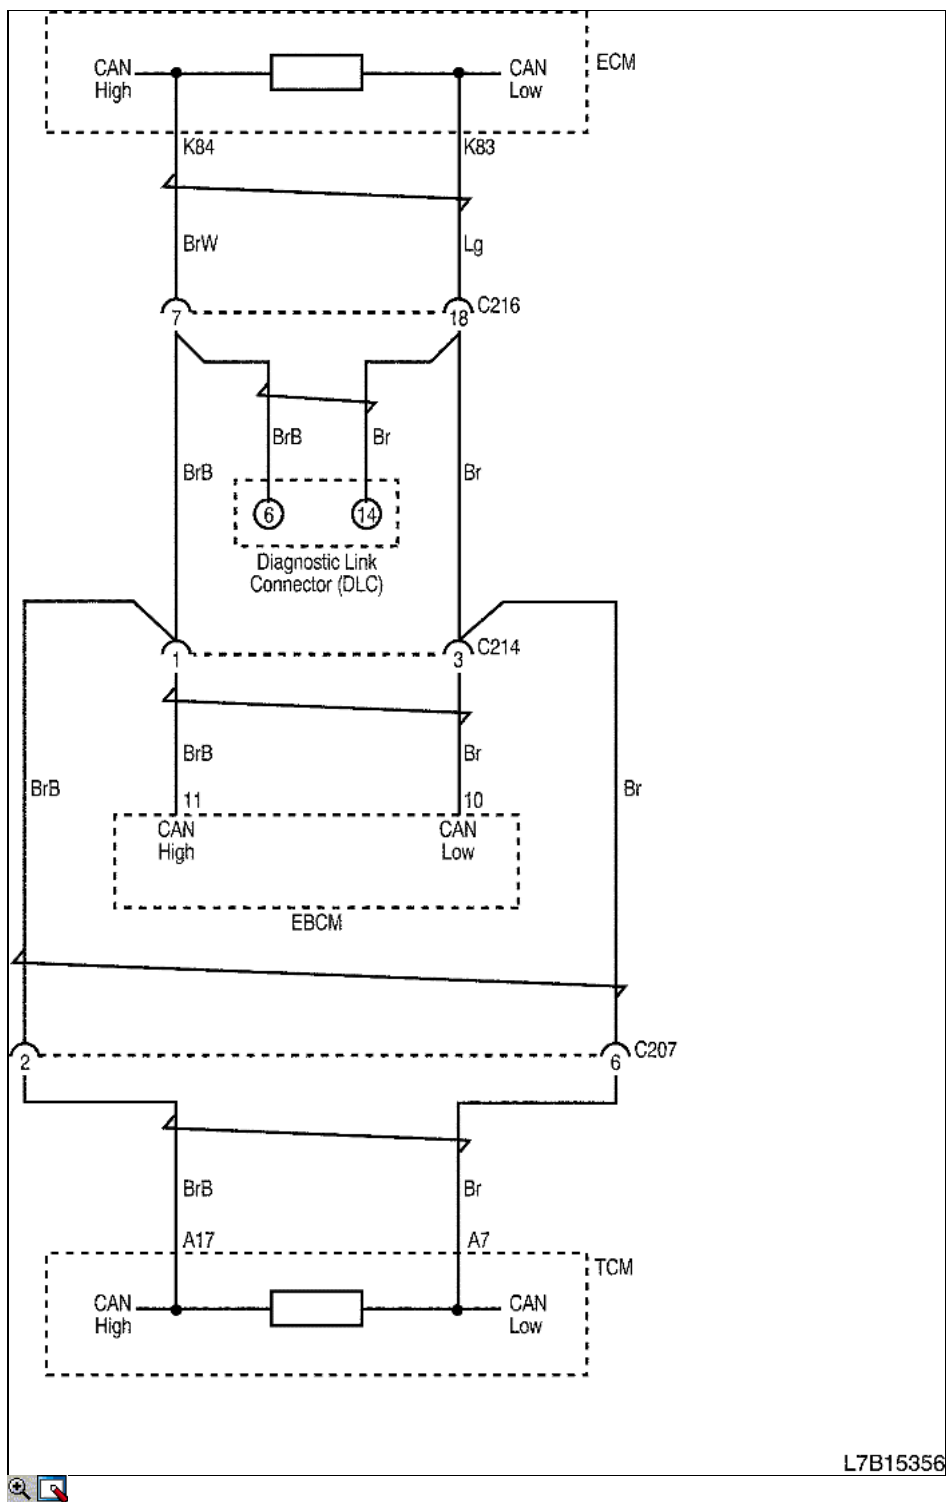 ECM
CAN
High
CAN
Low
K84
K83
BrW
Lg
C216
7
18
BrB
Br
BrB
Br
6
14
Diagnostic Link
Connector (DLC)
C214
1
3
BrB
Br
BrB
Br
11
10
CAN
High
CAN
Low
EBCM
C207
2
6
BrB
Br
A17
A7
TCM
CAN
High
CAN
Low
L7B15356